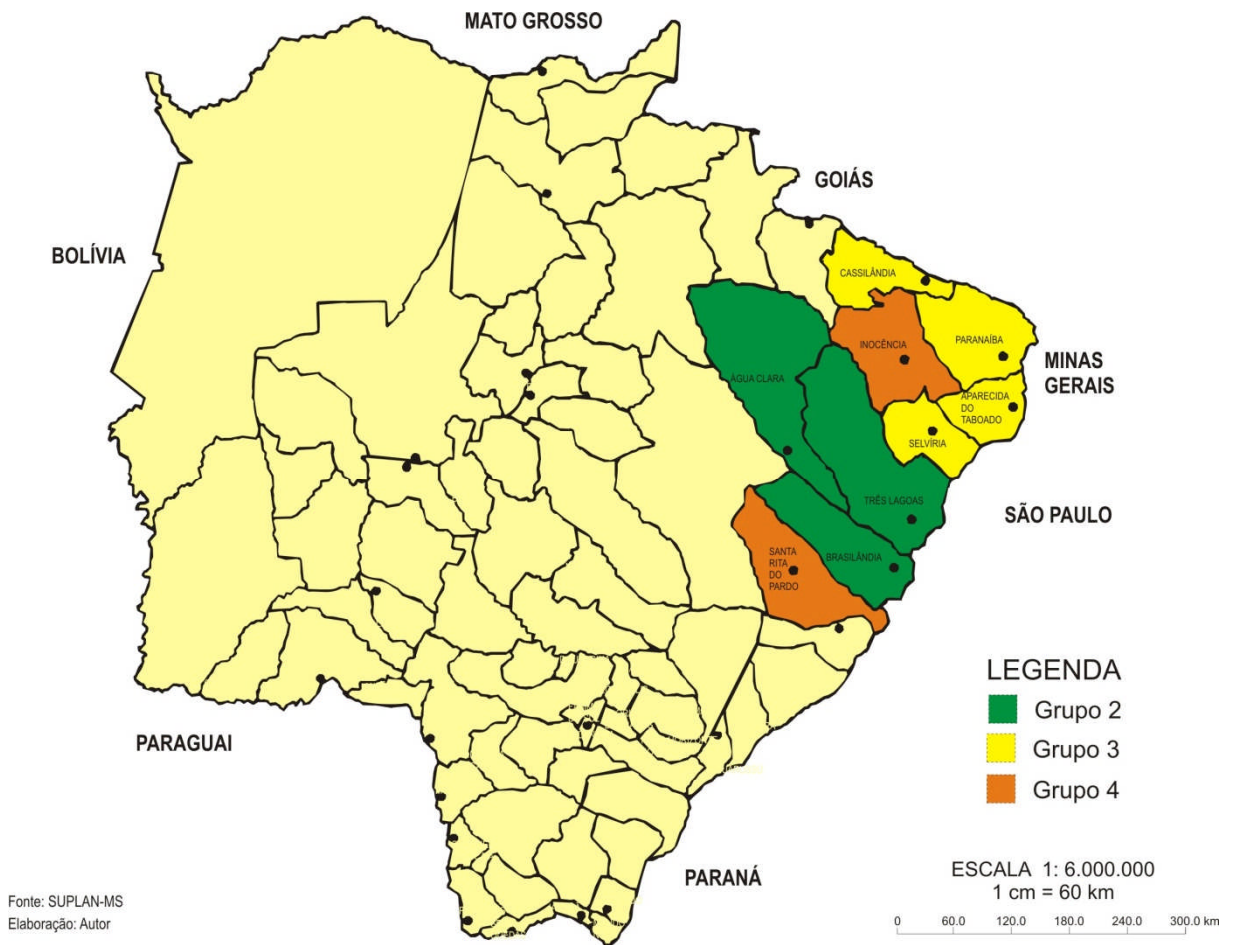 MATO GROSSO
GOIÁS
BOLÍVIA
CASSILÂNDIA
PARANAÍBA
INOCÊNCIA
MINAS
GERAIS
ÁGUA CLARA
APARECIDA
DO
TABOADO
SELVÍRIA
TRÊS LAGOAS
SÃO PAULO
SANTA
RITA
DO
PARDO
BRASILÂNDIA
LEGENDA
Grupo 2
Grupo 3
Grupo 4
PARAGUAI
PARANÁ
ESCALA 1: 6.000.000
1 cm = 60 km
0 60.0 120.0 180.0 240.0 300.0 km
Fonte: SUPLAN-MS
Elaboração: Autor